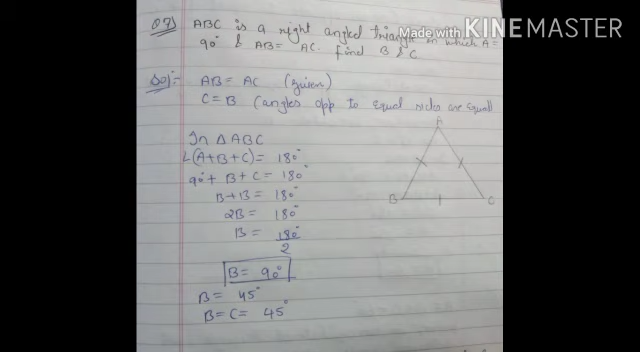 Made with KINEMASTER
Q7) ABC is a right angled triangle in which A =
90° & AB = AC. find B & C.
Sol:- AB = AC (given)
C = B (angles opp to equal sides are equal)
In △ABC
∠(A+B+C) = 180°
90° + B + C = 180°
B + B = 180°
2B = 180°
B = 180°
2
B = 90°
B = 45°
B = C = 45°
A
B
C